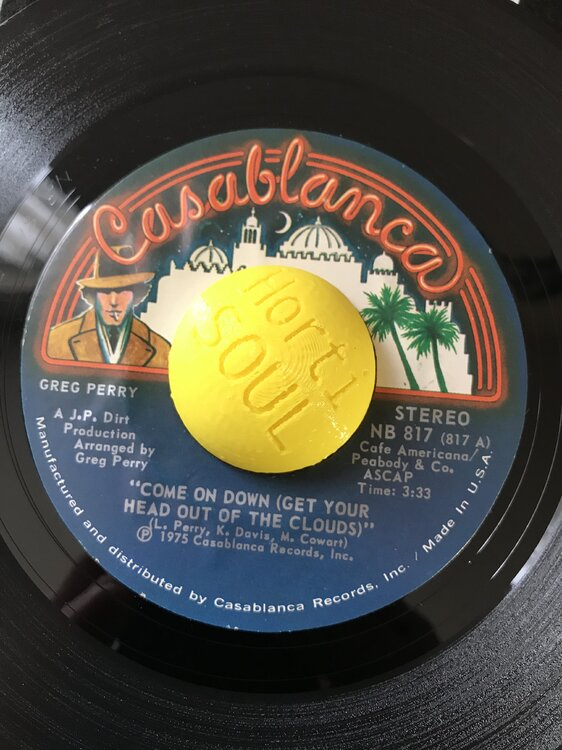 Casablanca
Horti
SOUL
GREG PERRY
A J.P. Dirt
Production
Arranged by
Greg Perry
STEREO
NB 817 (817 A)
Cafe Americana/
Peabody & Co.
ASCAP
Time: 3:33
"COME ON DOWN (GET YOUR
HEAD OUT OF THE CLOUDS)"
(L. Perry, K. Davis, M. Cowart)
Ⓟ 1975 Casablanca Records, Inc.
Manufactured and distributed by Casablanca Records, Inc. / Made in U.S.A.